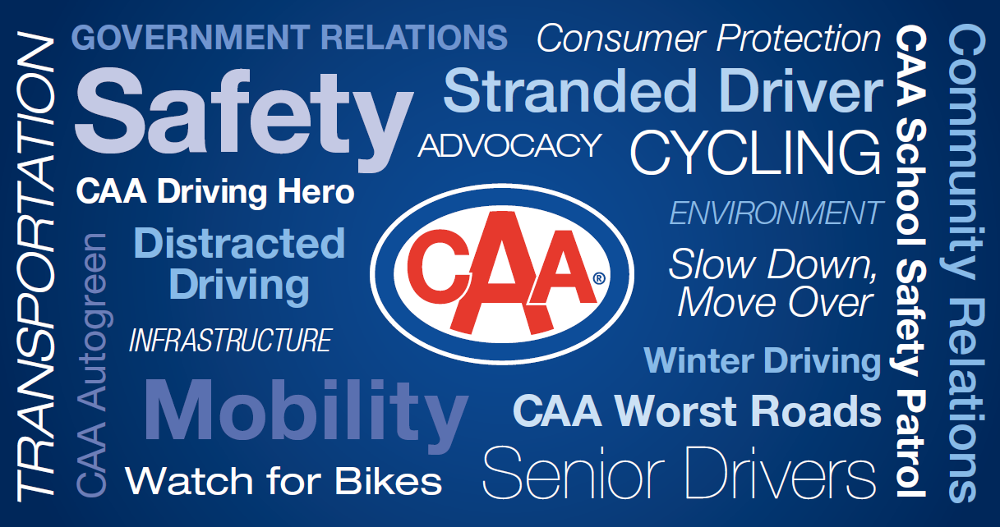 TRANSPORTATION
GOVERNMENT RELATIONS
Consumer Protection
Safety
Stranded Driver
ADVOCACY
CYCLING
CAA Driving Hero
ENVIRONMENT
Distracted
Driving
CAA®
Slow Down,
Move Over
INFRASTRUCTURE
CAA Autogreen
Winter Driving
Mobility
CAA Worst Roads
Watch for Bikes
Senior Drivers
CAA School Safety Patrol
Community Relations